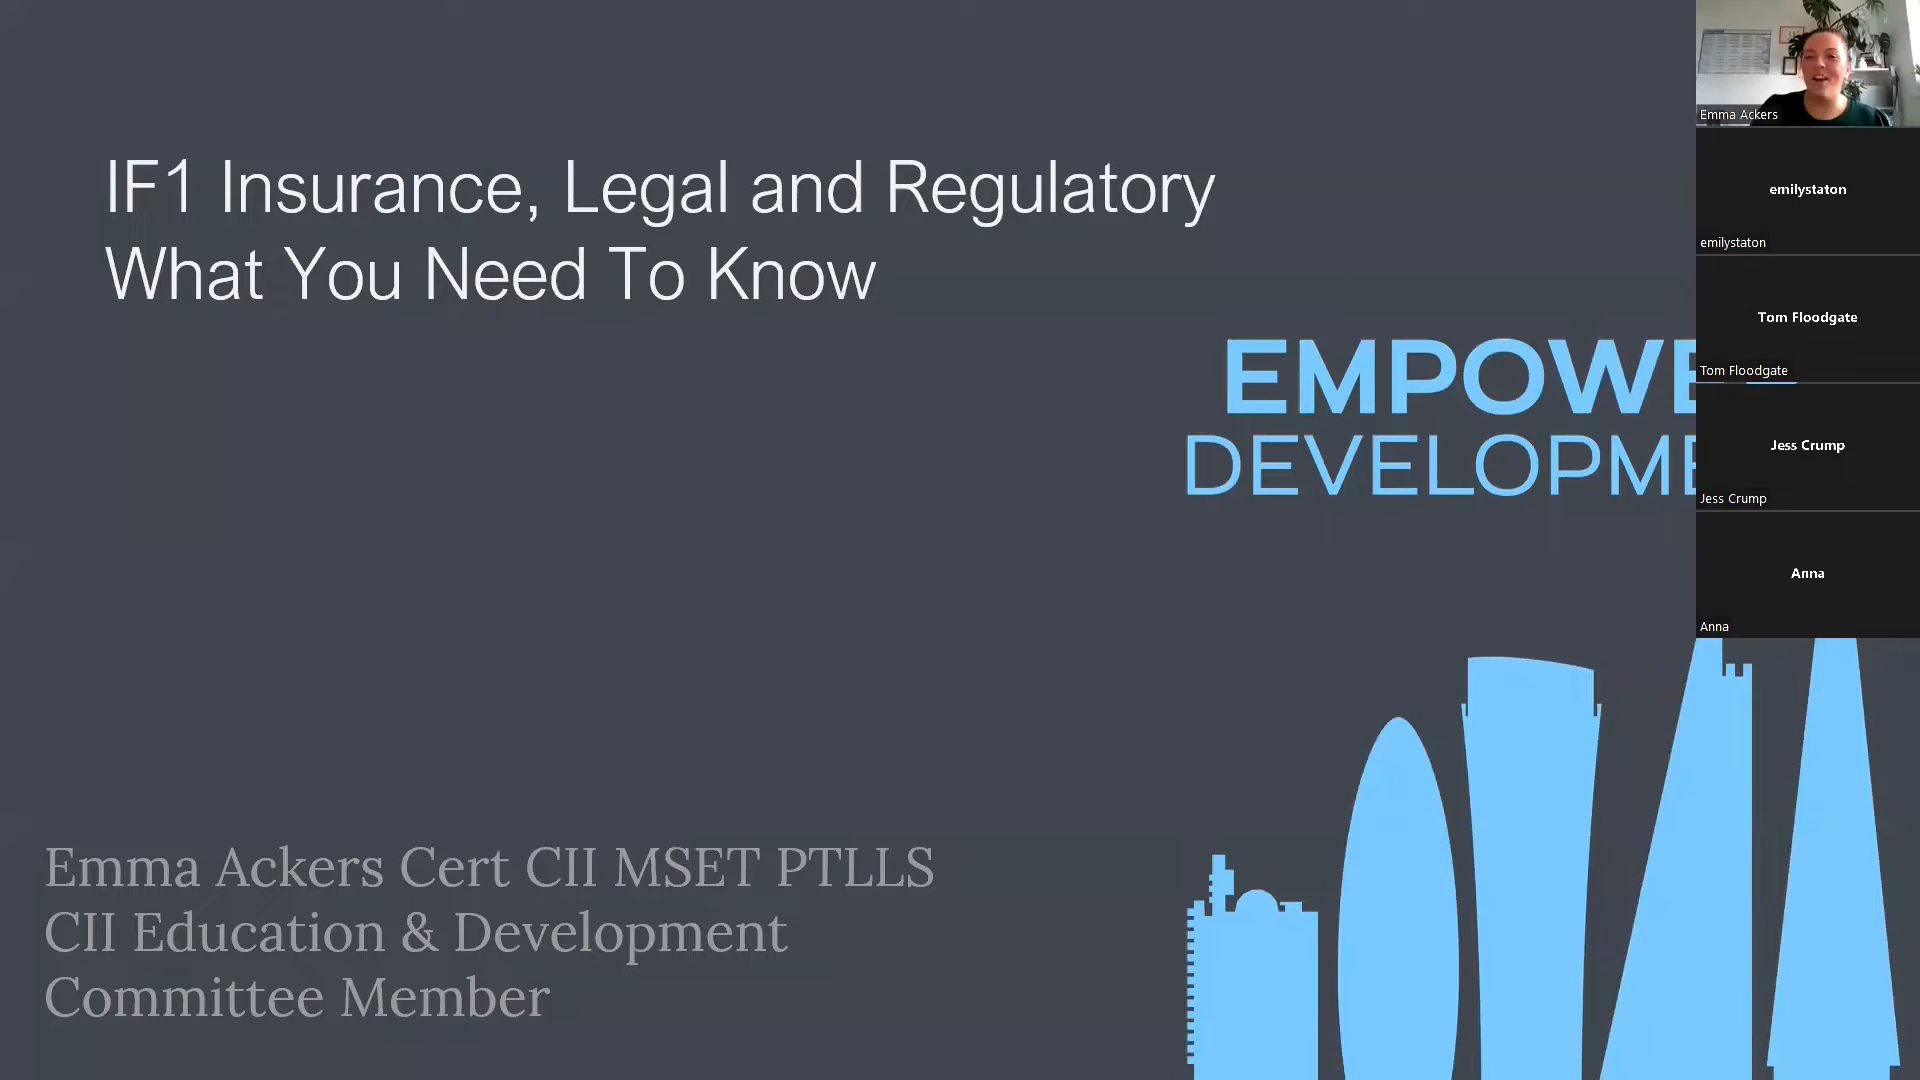 IF1 Insurance, Legal and Regulatory
What You Need To Know
EMPOWE
DEVELOPME
Emma Ackers Cert CII MSET PTLLS
CII Education & Development
Committee Member
Emma Ackers
emilystaton
emilystaton
Tom Floodgate
Tom Floodgate
Jess Crump
Jess Crump
Anna
Anna